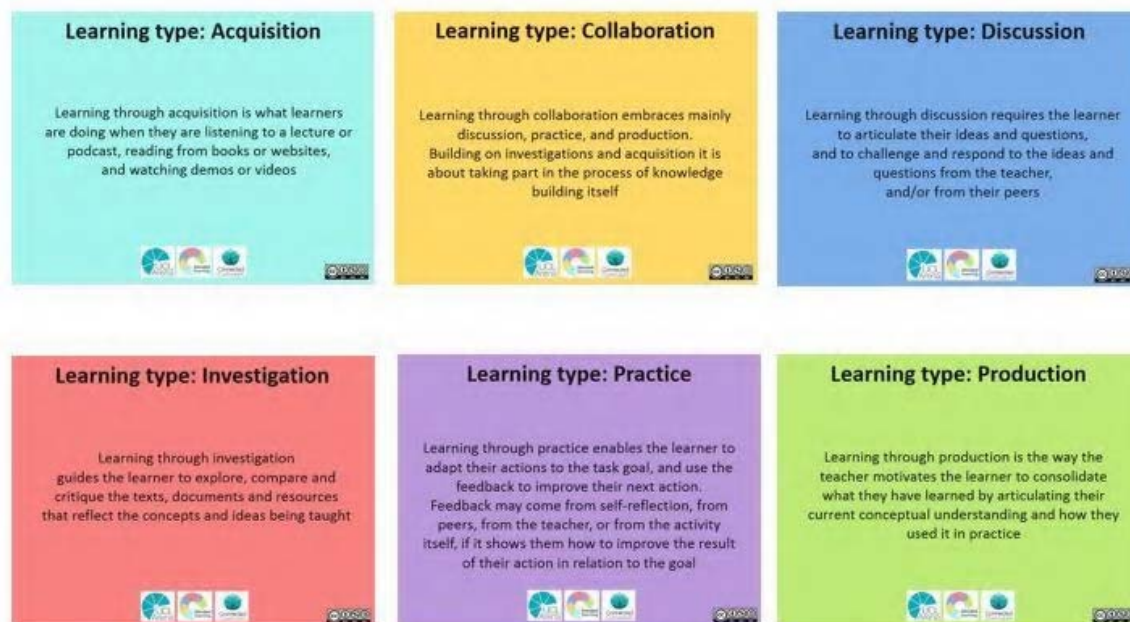 Learning type: Acquisition
Learning through acquisition is what learners
are doing when they are listening to a lecture or
podcast, reading from books or websites,
and watching demos or videos
Learning type: Collaboration
Learning through collaboration embraces mainly
discussion, practice, and production.
Building on investigations and acquisition it is
about taking part in the process of knowledge
building itself
Learning type: Discussion
Learning through discussion requires the learner
to articulate their ideas and questions,
and to challenge and respond to the ideas and
questions from the teacher,
and/or from their peers
Learning type: Investigation
Learning through investigation
guides the learner to explore, compare and
critique the texts, documents and resources
that reflect the concepts and ideas being taught
Learning type: Practice
Learning through practice enables the learner to
adapt their actions to the task goal, and use the
feedback to improve their next action.
Feedback may come from self-reflection, from
peers, from the teacher, or from the activity
itself, if it shows them how to improve the result
of their action in relation to the goal
Learning type: Production
Learning through production is the way the
teacher motivates the learner to consolidate
what they have learned by articulating their
current conceptual understanding and how they
used it in practice